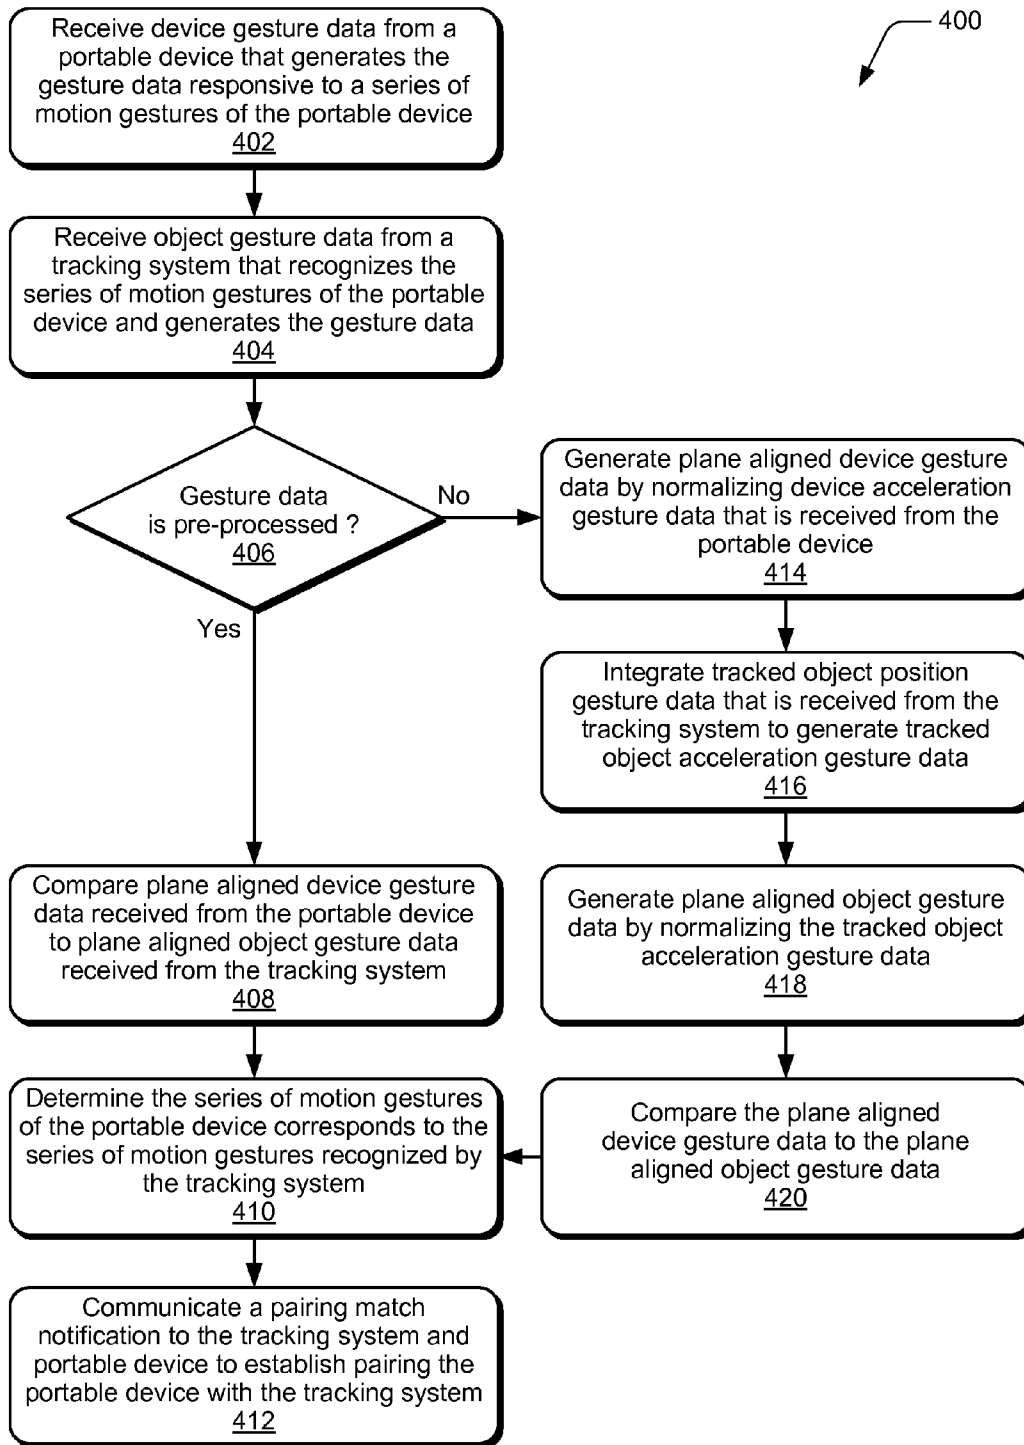 400
Receive device gesture data from a
portable device that generates the
gesture data responsive to a series of
motion gestures of the portable device
402
Receive object gesture data from a
tracking system that recognizes the
series of motion gestures of the portable
device and generates the gesture data
404
Gesture data
is pre-processed ?
406
No
Yes
Generate plane aligned device gesture
data by normalizing device acceleration
gesture data that is received from the
portable device
414
Integrate tracked object position
gesture data that is received from the
tracking system to generate tracked
object acceleration gesture data
416
Compare plane aligned device gesture
data received from the portable device
to plane aligned object gesture data
received from the tracking system
408
Generate plane aligned object gesture
data by normalizing the tracked object
acceleration gesture data
418
Determine the series of motion gestures
of the portable device corresponds to the
series of motion gestures recognized by
the tracking system
410
Compare the plane aligned
device gesture data to the plane
aligned object gesture data
420
Communicate a pairing match
notification to the tracking system and
portable device to establish pairing the
portable device with the tracking system
412